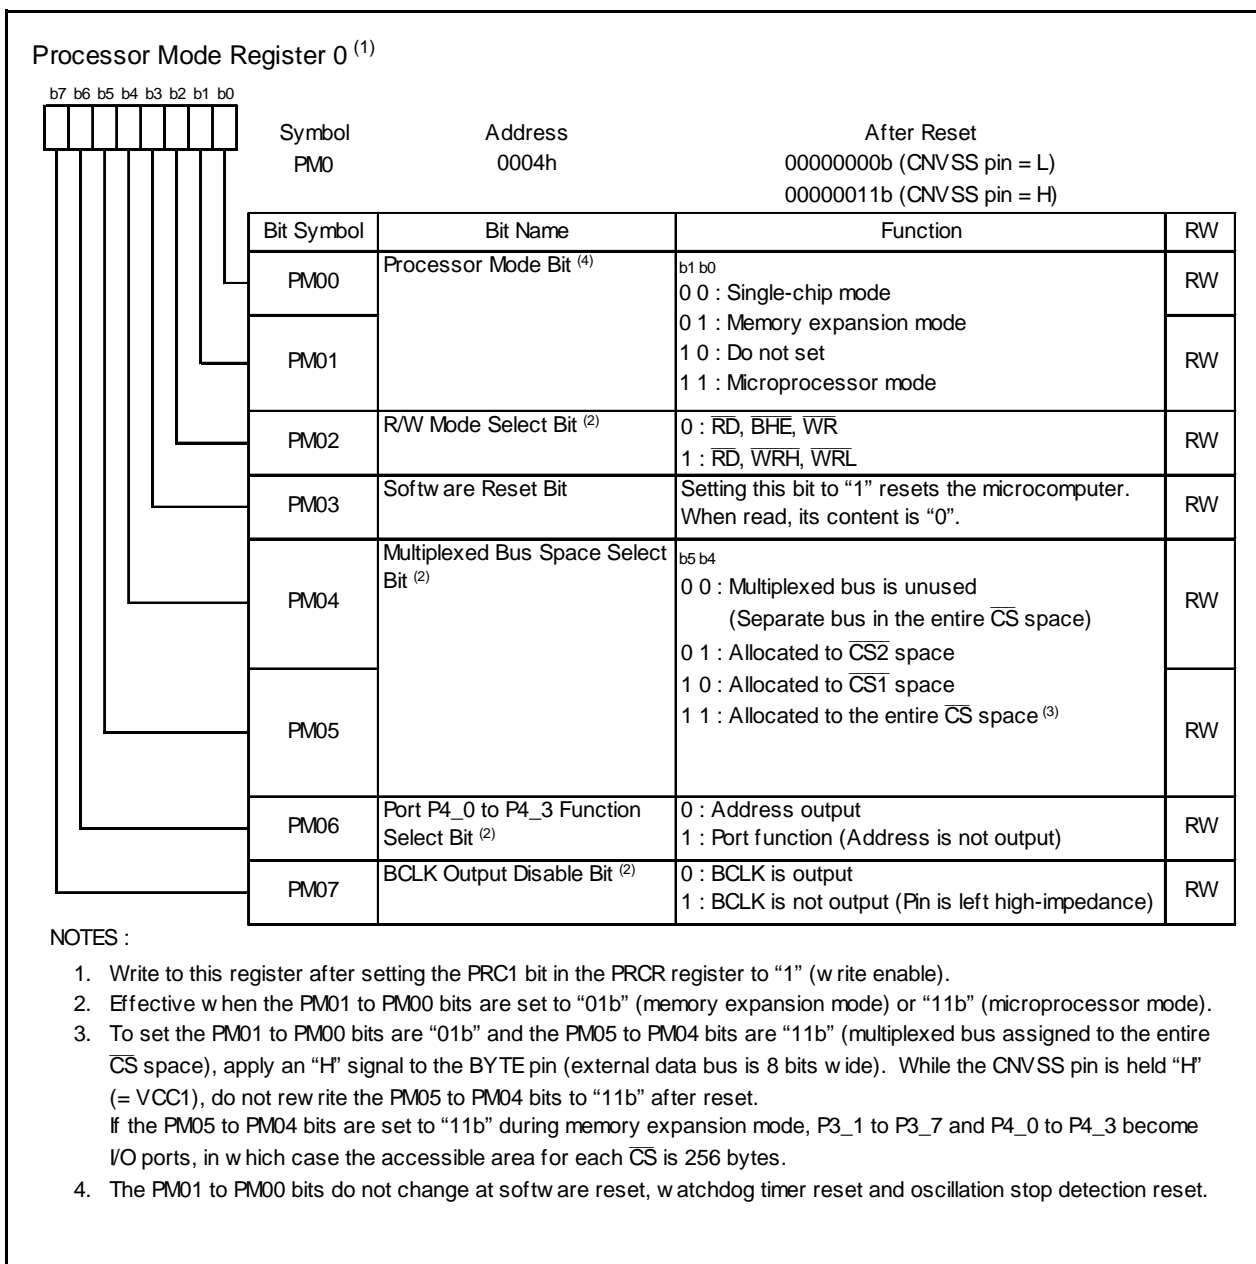 Processor Mode Register 0 (1)
b7 b6 b5 b4 b3 b2 b1 b0
Symbol Address After Reset
PM0 0004h 00000000b (CNVSS pin = L)
00000011b (CNVSS pin = H)
Bit Symbol Bit Name Function RW
PM00 Processor Mode Bit (4) b1 b0 RW
0 0 : Single-chip mode
0 1 : Memory expansion mode
PM01 1 0 : Do not set RW
1 1 : Microprocessor mode
PM02 R/W Mode Select Bit (2) 0 : R̅D̅, B̅H̅E̅, W̅R̅ RW
1 : R̅D̅, W̅R̅H̅, W̅R̅L̅
PM03 Software Reset Bit Setting this bit to “1” resets the microcomputer. RW
When read, its content is “0”.
Multiplexed Bus Space Select b5 b4
Bit (2) 0 0 : Multiplexed bus is unused
PM04 (Separate bus in the entire C̅S̅ space) RW
0 1 : Allocated to C̅S̅2̅ space
1 0 : Allocated to C̅S̅1̅ space
PM05 1 1 : Allocated to the entire C̅S̅ space (3) RW
PM06 Port P4_0 to P4_3 Function 0 : Address output RW
Select Bit (2) 1 : Port function (Address is not output)
PM07 BCLK Output Disable Bit (2) 0 : BCLK is output RW
1 : BCLK is not output (Pin is left high-impedance)
NOTES :
1. Write to this register after setting the PRC1 bit in the PRCR register to “1” (write enable).
2. Effective when the PM01 to PM00 bits are set to “01b” (memory expansion mode) or “11b” (microprocessor mode).
3. To set the PM01 to PM00 bits are “01b” and the PM05 to PM04 bits are “11b” (multiplexed bus assigned to the entire
C̅S̅ space), apply an “H” signal to the BYTE pin (external data bus is 8 bits wide). While the CNVSS pin is held “H”
(= VCC1), do not rewrite the PM05 to PM04 bits to “11b” after reset.
If the PM05 to PM04 bits are set to “11b” during memory expansion mode, P3_1 to P3_7 and P4_0 to P4_3 become
I/O ports, in which case the accessible area for each C̅S̅ is 256 bytes.
4. The PM01 to PM00 bits do not change at software reset, watchdog timer reset and oscillation stop detection reset.